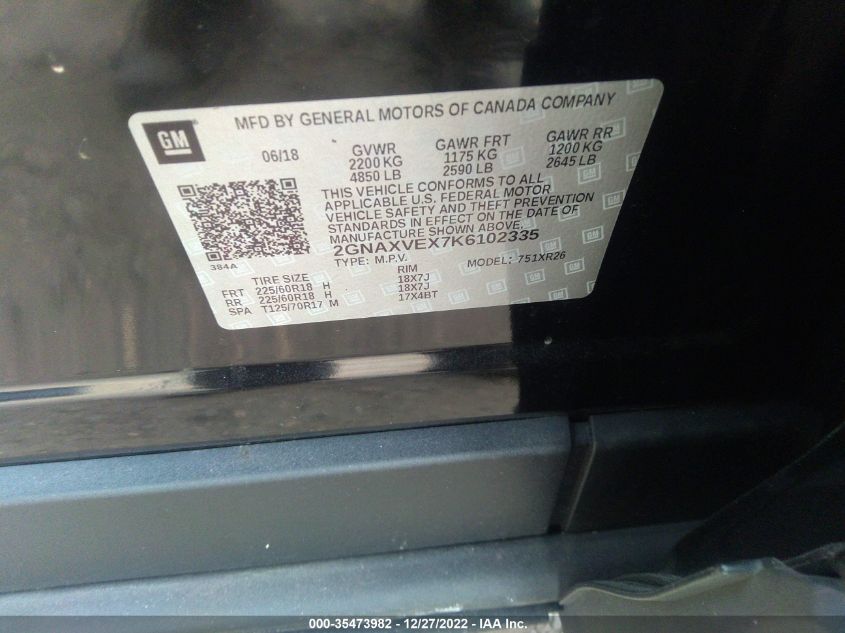 GM
MFD BY GENERAL MOTORS OF CANADA COMPANY
06/18 GVWR GAWR FRT GAWR RR
2200 KG 1175 KG 1200 KG
4850 LB 2590 LB 2645 LB
THIS VEHICLE CONFORMS TO ALL
APPLICABLE U.S. FEDERAL MOTOR
VEHICLE SAFETY AND THEFT PREVENTION
STANDARDS IN EFFECT ON THE DATE OF
MANUFACTURE SHOWN ABOVE.
2GNAXVEX7K6102335
384A TYPE: M.P.V. MODEL: 751XR26
TIRE SIZE RIM
FRT 225/60R18 H 18X7J
RR 225/60R18 H 18X7J
SPA T125/70R17 M 17X4BT
000-35473982 - 12/27/2022 - IAA Inc.